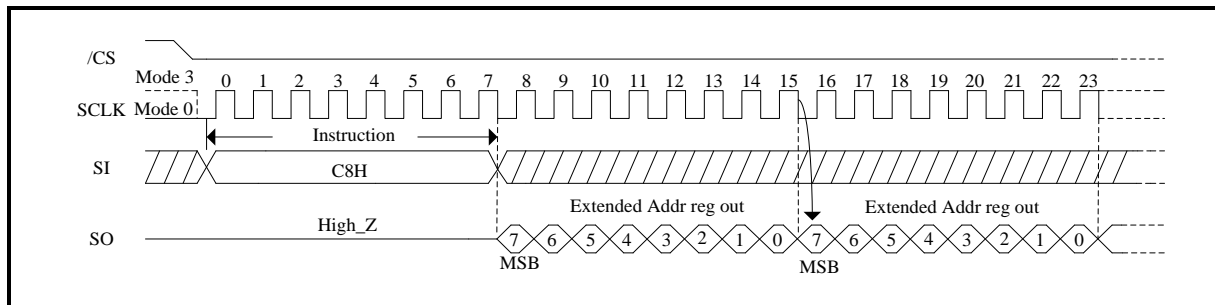 /CS
Mode 3 0 1 2 3 4 5 6 7 8 9 10 11 12 13 14 15 16 17 18 19 20 21 22 23
SCLK Mode 0
Instruction
SI C8H
High_Z Extended Addr reg out Extended Addr reg out
SO 7 6 5 4 3 2 1 0 7 6 5 4 3 2 1 0
MSB MSB